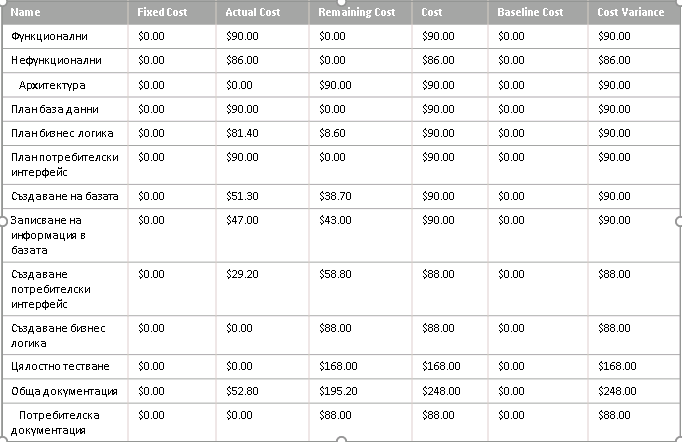 Name Fixed Cost Actual Cost Remaining Cost Cost Baseline Cost Cost Variance
Функционални $0.00 $90.00 $0.00 $90.00 $0.00 $90.00
Нефункционални $0.00 $86.00 $0.00 $86.00 $0.00 $86.00
Архитектура $0.00 $0.00 $90.00 $90.00 $0.00 $90.00
План база данни $0.00 $90.00 $0.00 $90.00 $0.00 $90.00
План бизнес логика $0.00 $81.40 $8.60 $90.00 $0.00 $90.00
План потребителски $0.00 $90.00 $0.00 $90.00 $0.00 $90.00
интерфейс
Създаване на базата $0.00 $51.30 $38.70 $90.00 $0.00 $90.00
Записване на $0.00 $47.00 $43.00 $90.00 $0.00 $90.00
информация в
базата
Създаване $0.00 $29.20 $58.80 $88.00 $0.00 $88.00
потребителски
интерфейс
Създаване бизнес $0.00 $0.00 $88.00 $88.00 $0.00 $88.00
логика
Цялостно тестване $0.00 $0.00 $168.00 $168.00 $0.00 $168.00
Обща документация $0.00 $52.80 $195.20 $248.00 $0.00 $248.00
Потребителска $0.00 $0.00 $88.00 $88.00 $0.00 $88.00
документация